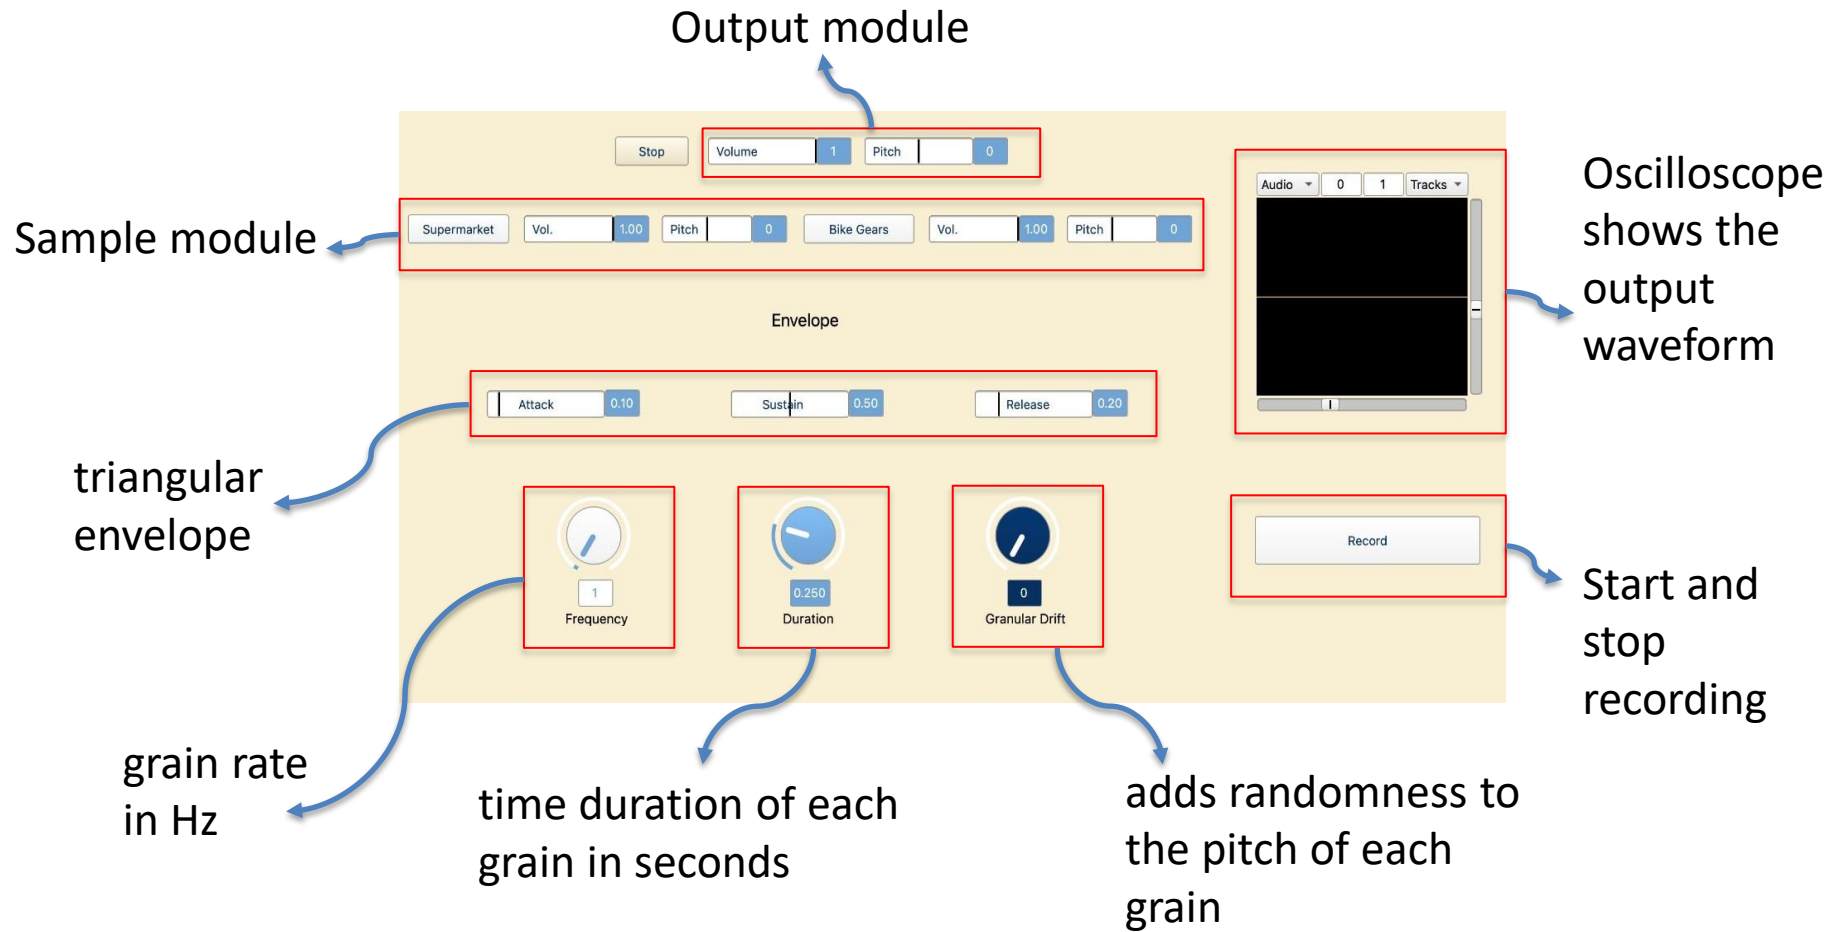 Output module
Stop Volume 1 Pitch 0
Sample module
Supermarket Vol. 1.00 Pitch 0 Bike Gears Vol. 1.00 Pitch 0
Audio 0 1 Tracks
Oscilloscope
shows the
output
waveform
Envelope
Attack 0.10 Sustain 0.50 Release 0.20
triangular
envelope
1
Frequency
0.250
Duration
0
Granular Drift
Record
Start and
stop
recording
grain rate
in Hz
time duration of each
grain in seconds
adds randomness to
the pitch of each
grain